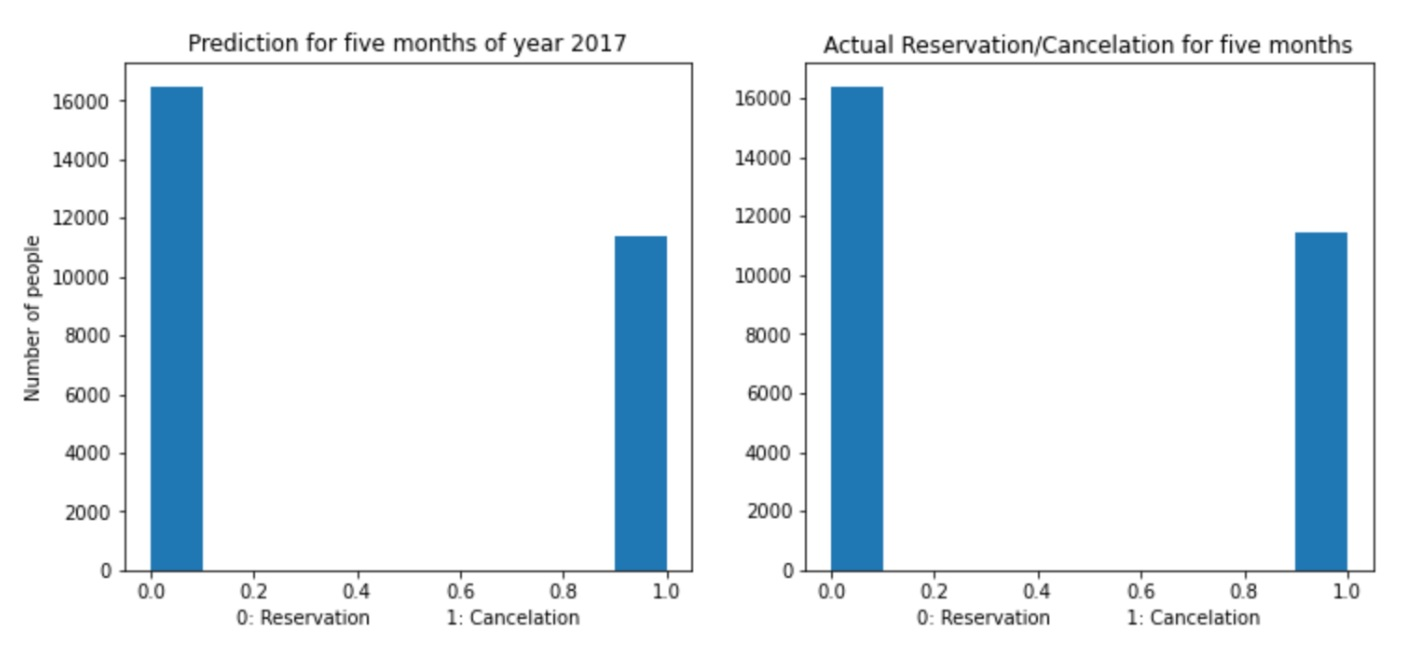 Prediction for five months of year 2017
Number of people
16000
14000
12000
10000
8000
6000
4000
2000
0
0.0 0.2 0.4 0.6 0.8 1.0
0: Reservation 1: Cancelation
Actual Reservation/Cancelation for five months
16000
14000
12000
10000
8000
6000
4000
2000
0
0.0 0.2 0.4 0.6 0.8 1.0
0: Reservation 1: Cancelation